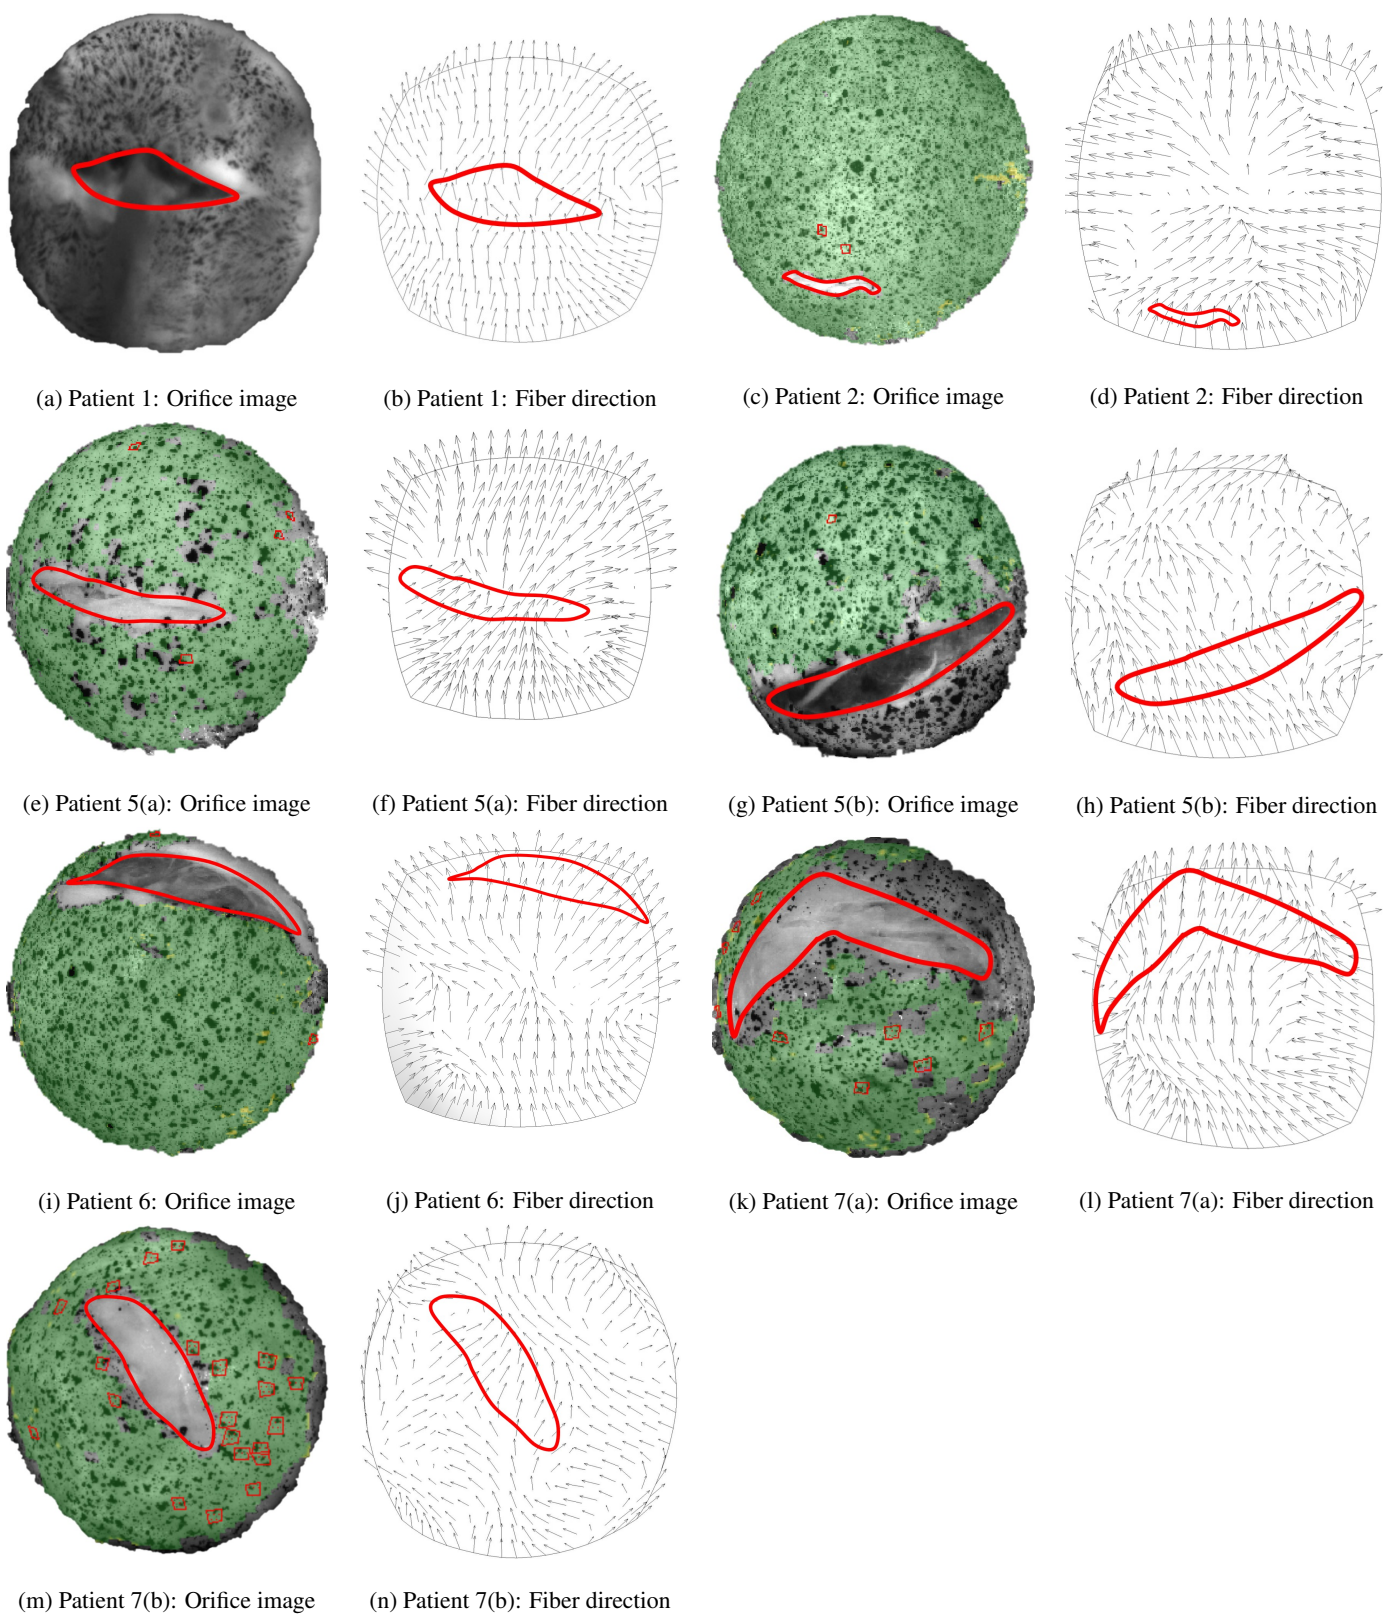 (a) Patient 1: Orifice image
(b) Patient 1: Fiber direction
(c) Patient 2: Orifice image
(d) Patient 2: Fiber direction
(e) Patient 5(a): Orifice image
(f) Patient 5(a): Fiber direction
(g) Patient 5(b): Orifice image
(h) Patient 5(b): Fiber direction
(i) Patient 6: Orifice image
(j) Patient 6: Fiber direction
(k) Patient 7(a): Orifice image
(l) Patient 7(a): Fiber direction
(m) Patient 7(b): Orifice image
(n) Patient 7(b): Fiber direction